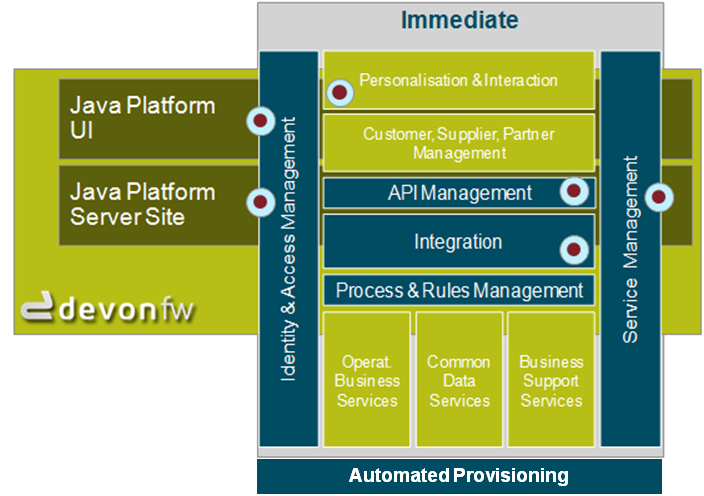 Immediate
Personalisation & Interaction
Java Platform
UI
Customer, Supplier, Partner
Management
API Management
Java Platform
Server Site
Integration
Process & Rules Management
devonfw
Identity & Access Management
Service Management
Operat.
Business
Services
Common
Data
Services
Business
Support
Services
Automated Provisioning